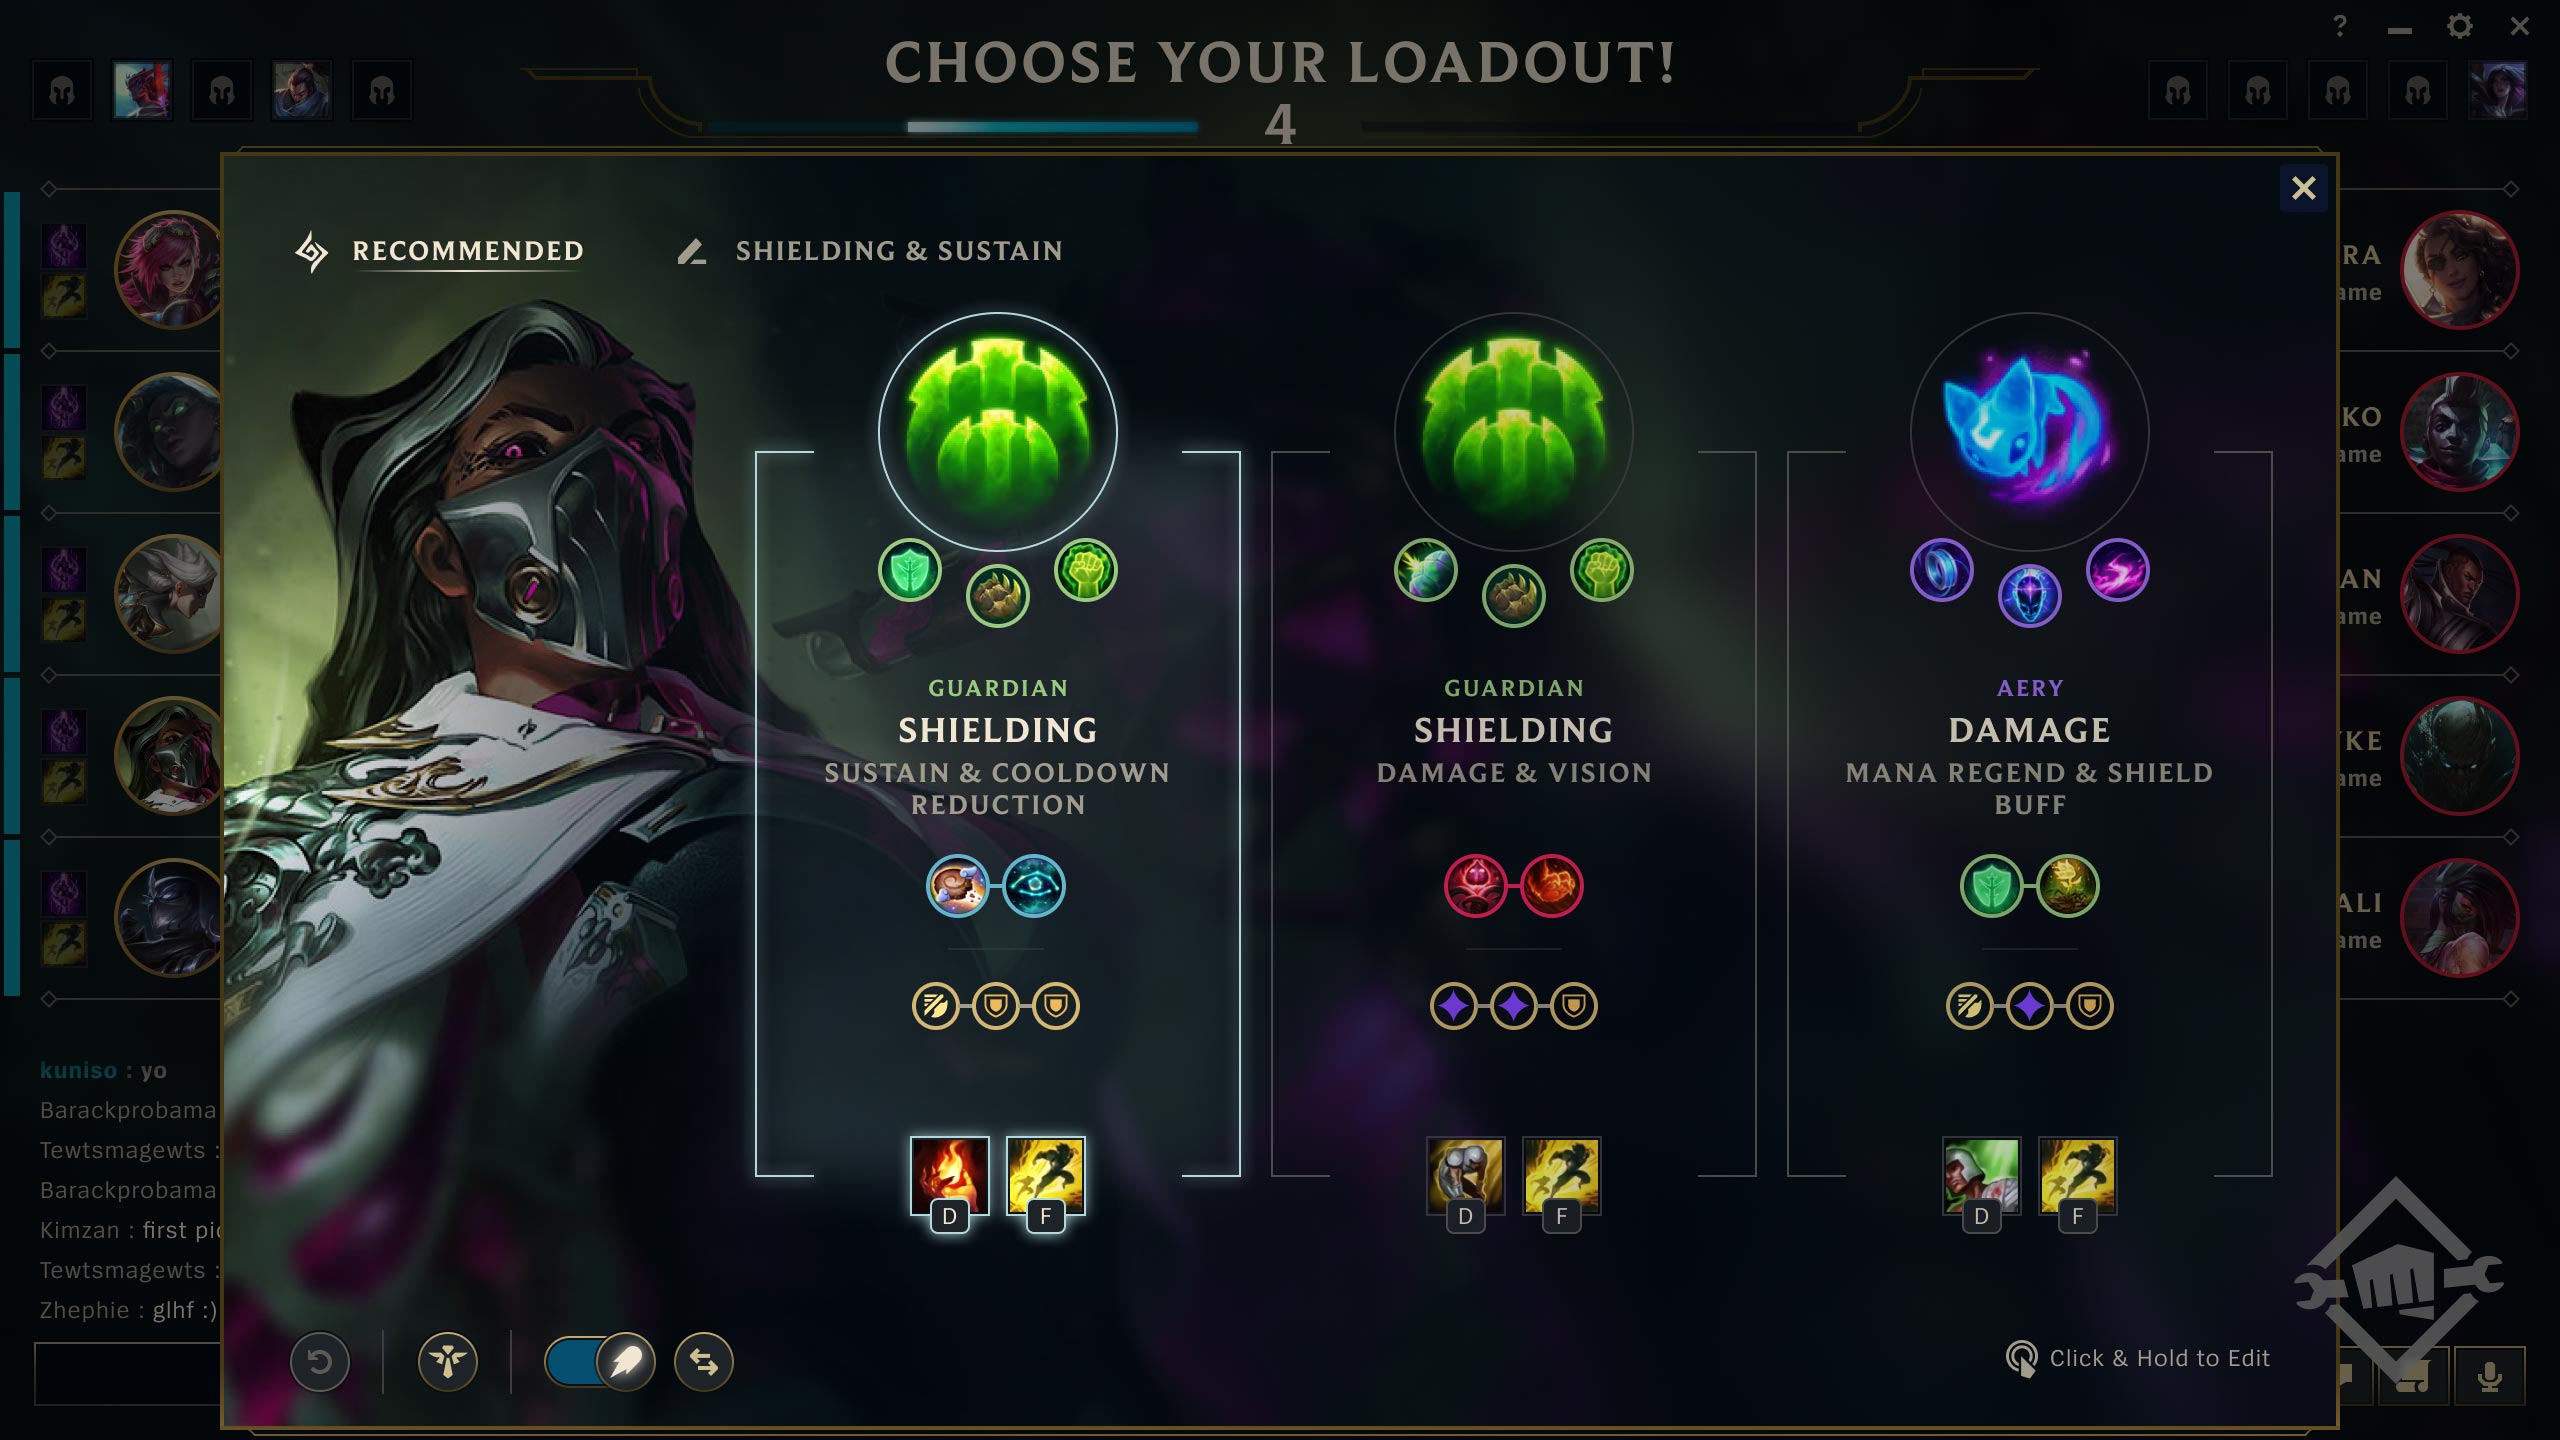 ?
CHOOSE YOUR LOADOUT!
4
RECOMMENDED
SHIELDING & SUSTAIN
GUARDIAN
SHIELDING
SUSTAIN & COOLDOWN
REDUCTION
D
F
GUARDIAN
SHIELDING
DAMAGE & VISION
D
F
AERY
DAMAGE
MANA REGEND & SHIELD
BUFF
D
F
RA
ame
KO
ame
AN
ame
KE
ame
ALI
ame
kuniso : yo
Barackprobama
Tewtsmagewts :
Barackprobama
Kimzan : first pic
Tewtsmagewts :
Zhephie : glhf :)
Click & Hold to Edit